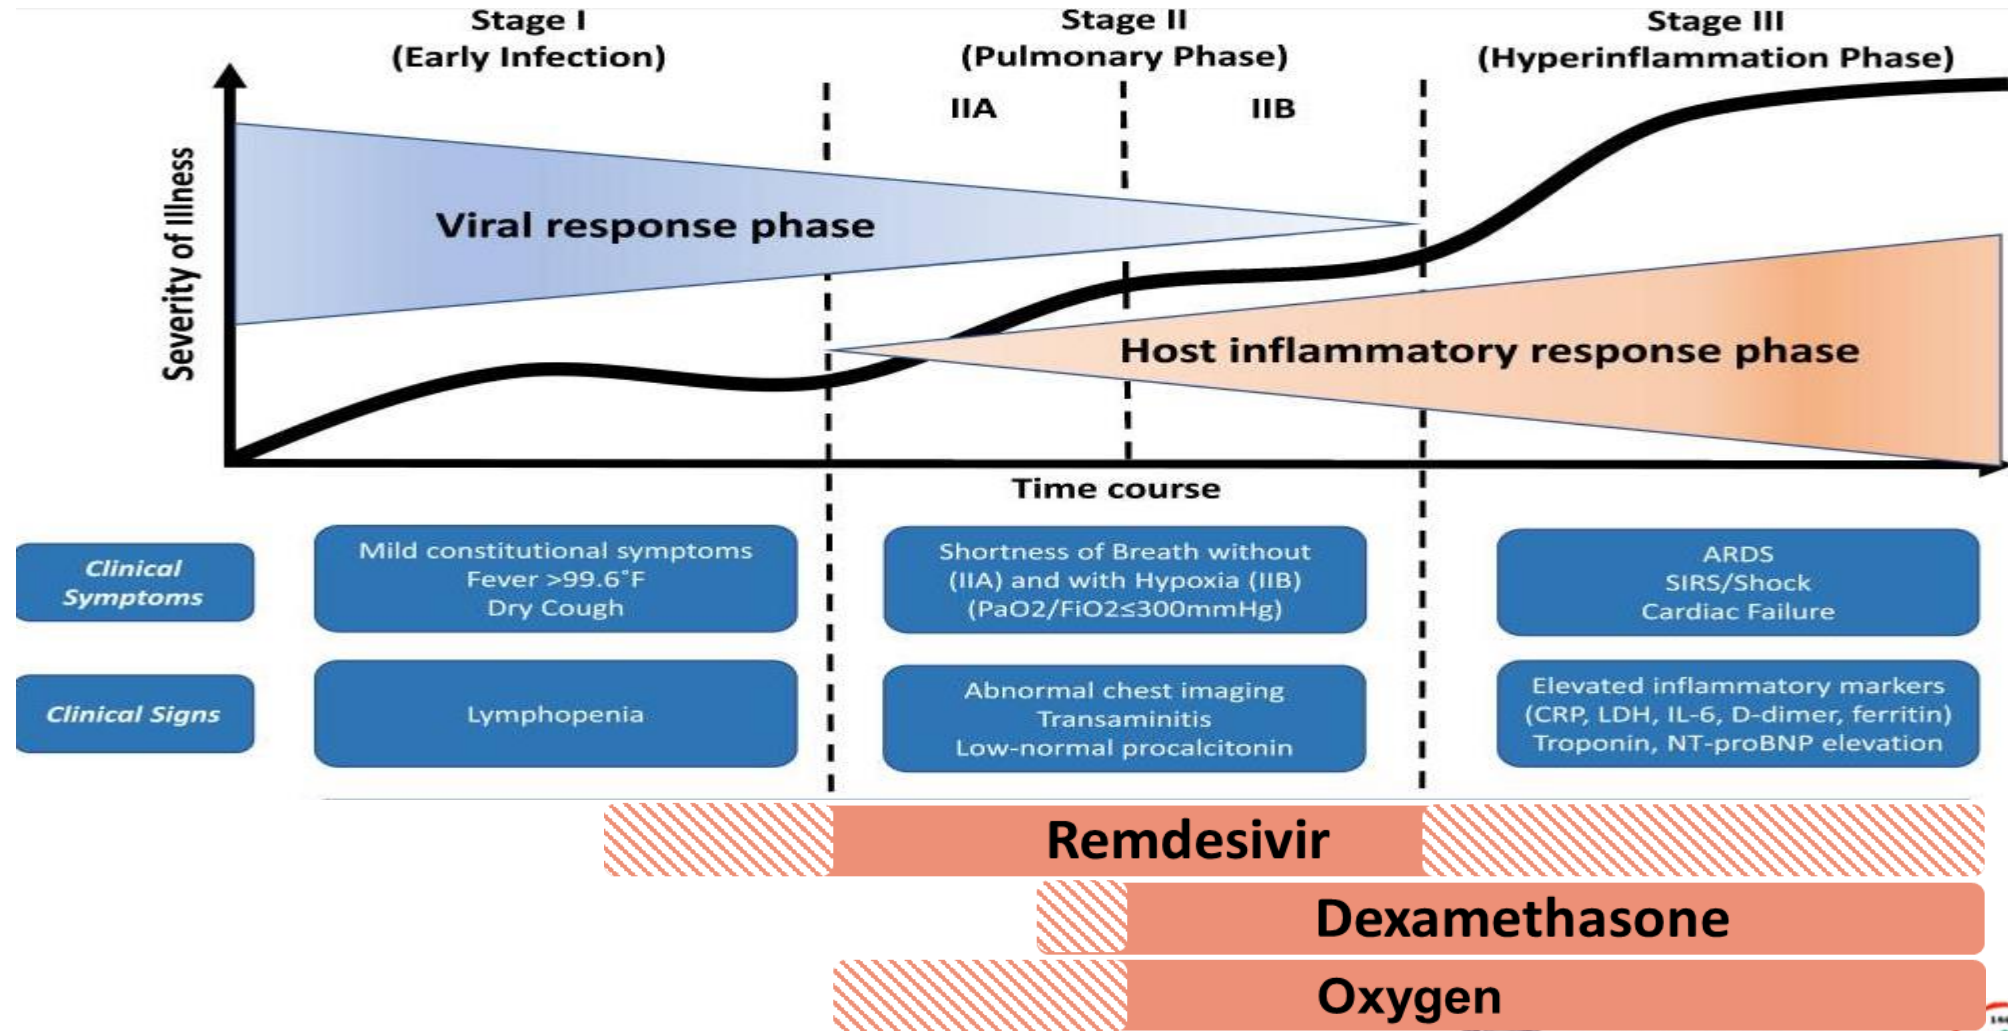 Stage I
(Early Infection)
Stage II
(Pulmonary Phase)
Stage III
(Hyperinflammation Phase)
IIA
IIB
Severity of Illness
Viral response phase
Host inflammatory response phase
Time course
Clinical
Symptoms
Mild constitutional symptoms
Fever >99.6°F
Dry Cough
Shortness of Breath without
(IIA) and with Hypoxia (IIB)
(PaO2/FiO2≤300mmHg)
ARDS
SIRS/Shock
Cardiac Failure
Clinical Signs
Lymphopenia
Abnormal chest imaging
Transaminitis
Low-normal procalcitonin
Elevated inflammatory markers
(CRP, LDH, IL-6, D-dimer, ferritin)
Troponin, NT-proBNP elevation
Remdesivir
Dexamethasone
Oxygen